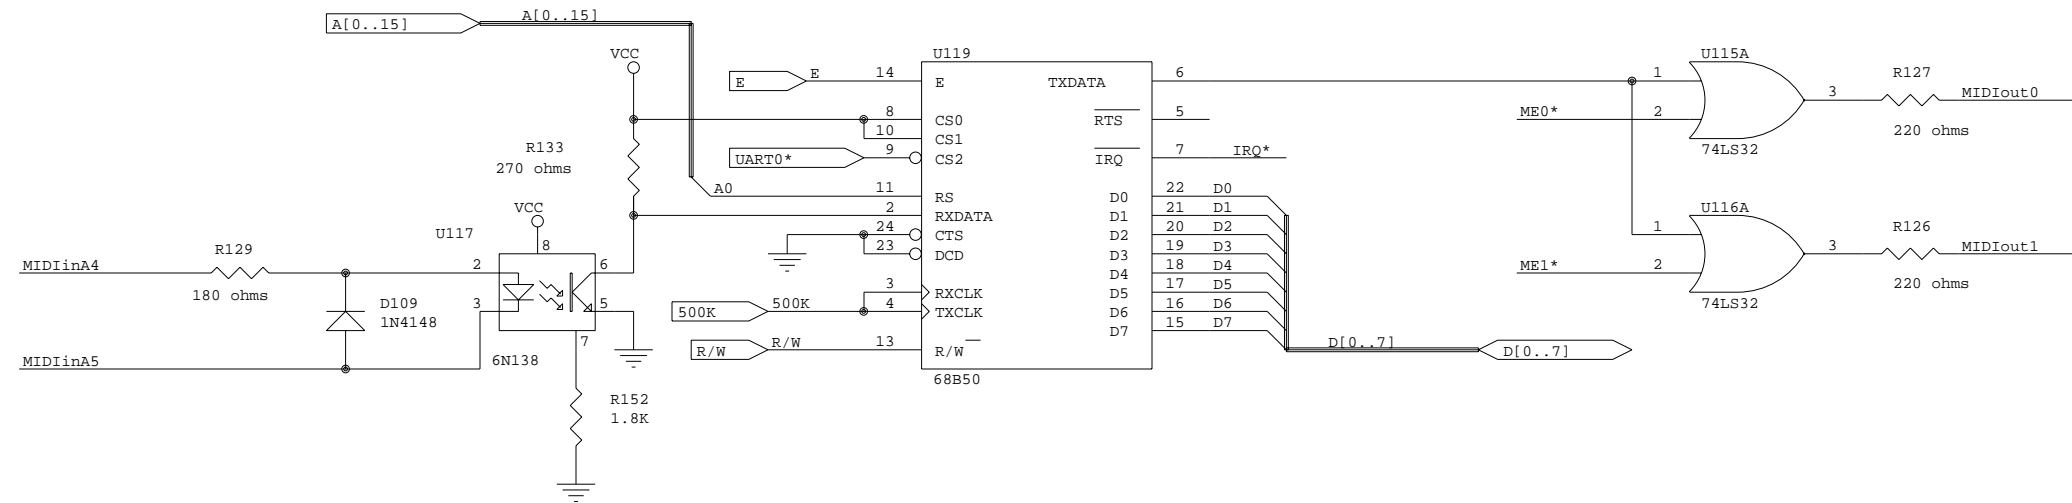 A[0..15]
A[0..15]
VCC
R133
270 ohms
VCC
U117
8
R129
MIDIinA4
180 ohms
2
6
D109
1N4148
3
5
7
MIDIinA5
6N138
R152
1.8K
E
E
14
8
10
UART0*
9
A0
11
2
24
23
3
500K
500K
4
R/W
R/W
13
U119
E
TXDATA
CS0
RTS
CS1
CS2
IRQ
RS
D0
RXDATA
D1
CTS
D2
DCD
D3
D4
RXCLK
D5
TXCLK
D6
D7
R/W
68B50
6
5
7
IRQ*
22
D0
21
D1
20
D2
19
D3
18
D4
17
D5
16
D6
15
D7
D[0..7]
D[0..7]
U115A
1
ME0*
2
3
74LS32
R127
MIDIout0
220 ohms
U116A
1
ME1*
2
3
74LS32
R126
MIDIout1
220 ohms